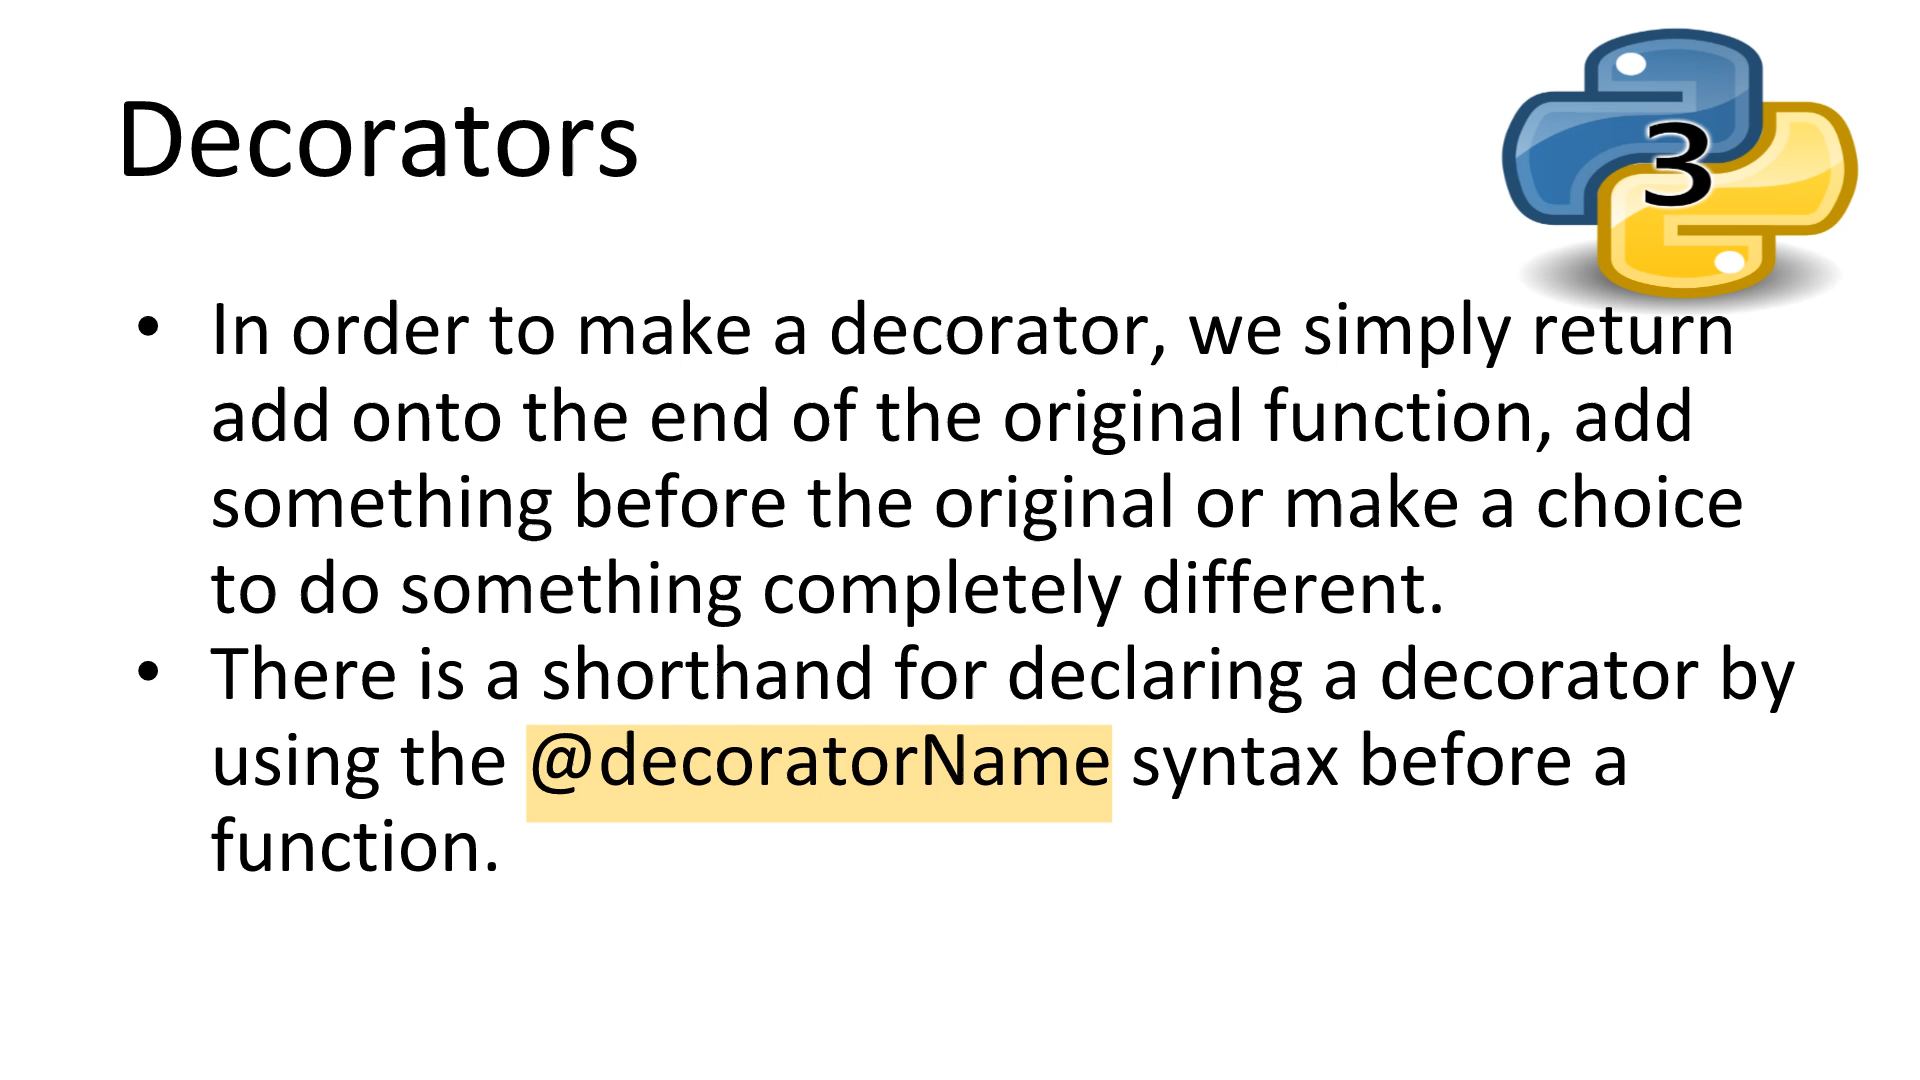 Decorators
3
• In order to make a decorator, we simply return
add onto the end of the original function, add
something before the original or make a choice
to do something completely different.
• There is a shorthand for declaring a decorator by
using the @decoratorName syntax before a
function.